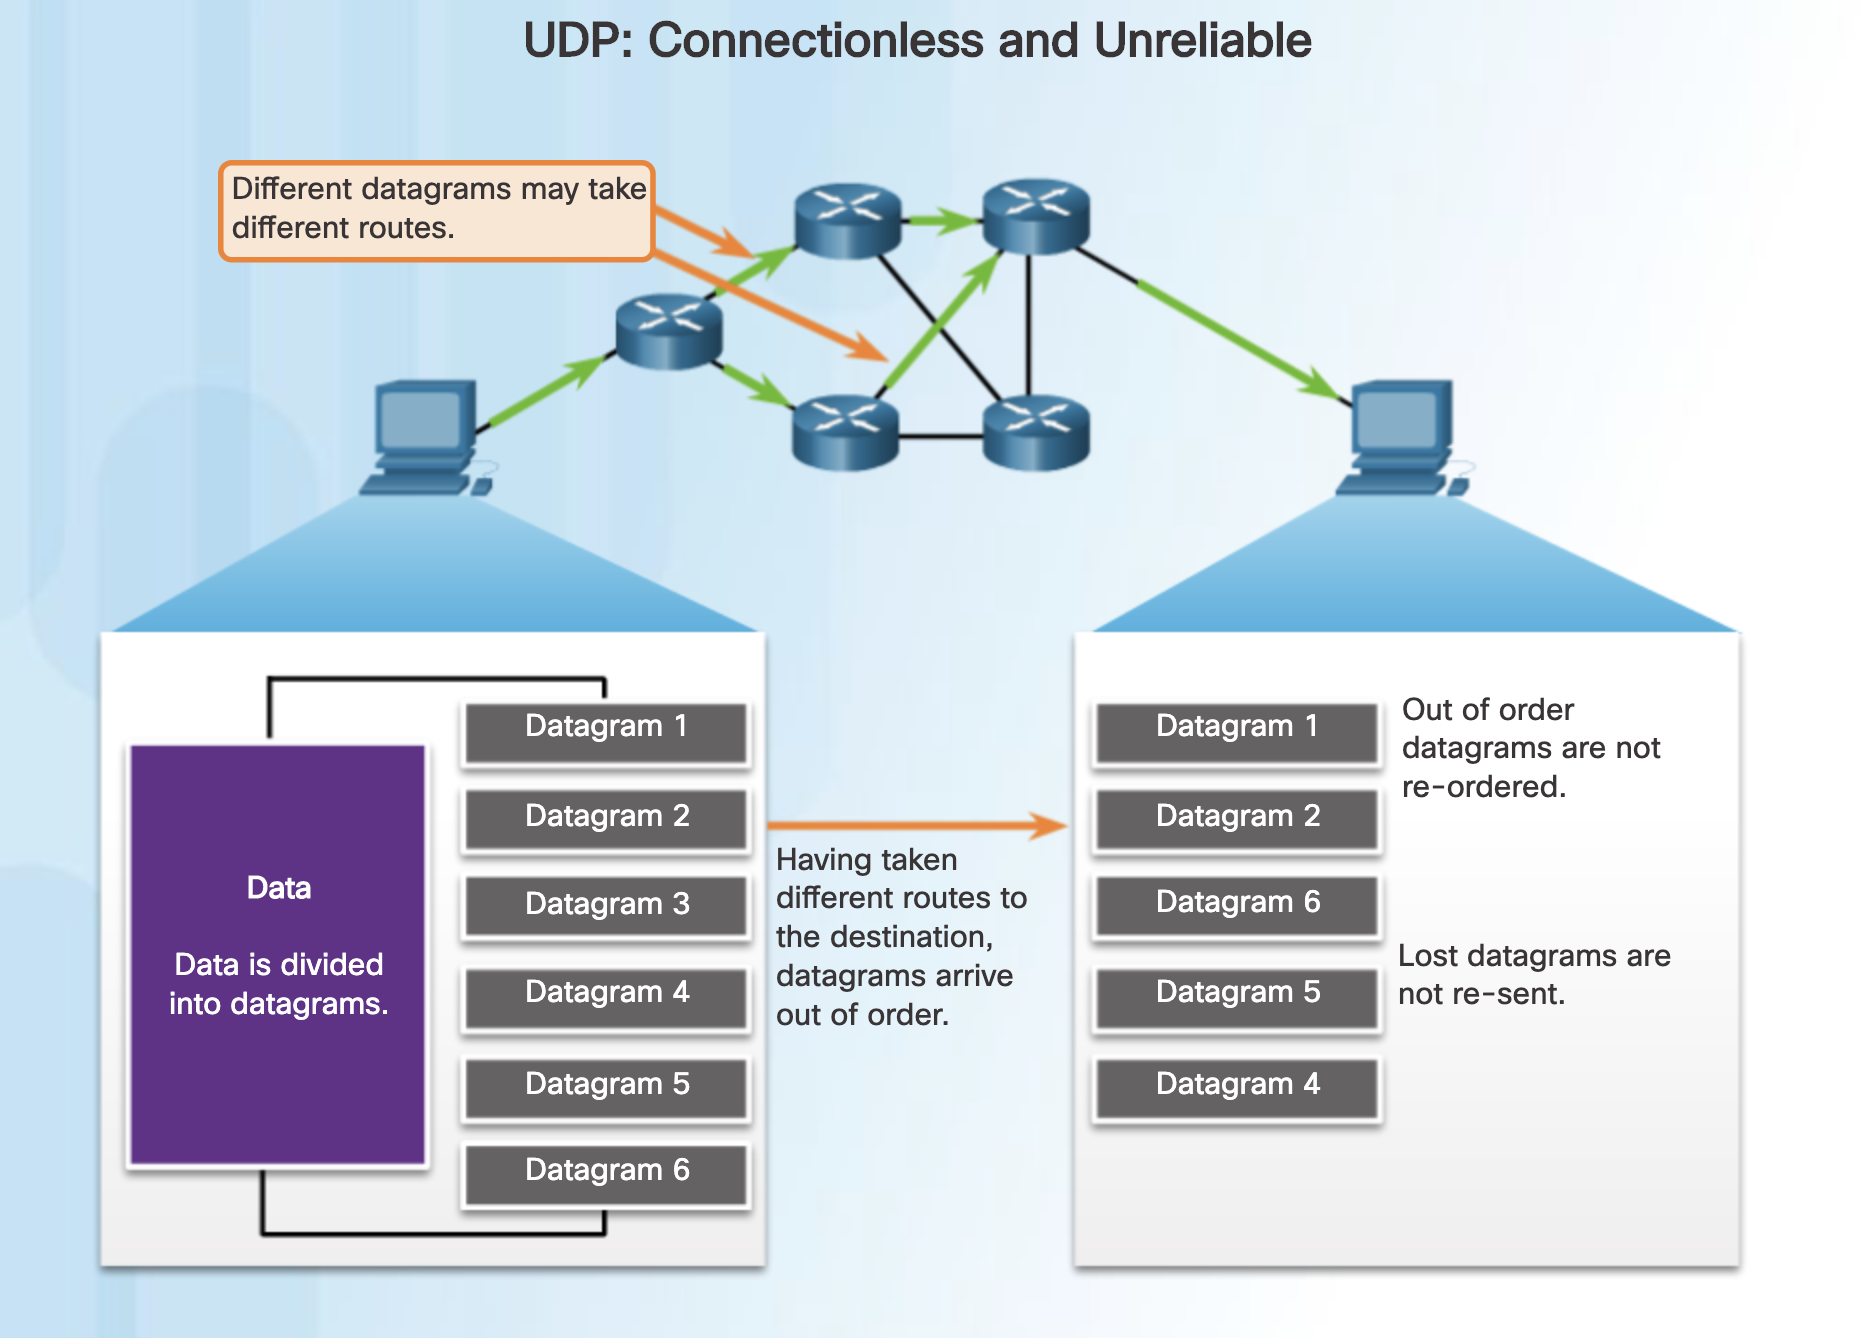 UDP: Connectionless and Unreliable
Different datagrams may take
different routes.
Data
Data is divided
into datagrams.
Datagram 1
Datagram 2
Datagram 3
Datagram 4
Datagram 5
Datagram 6
Having taken
different routes to
the destination,
datagrams arrive
out of order.
Datagram 1
Datagram 2
Datagram 6
Datagram 5
Datagram 4
Out of order
datagrams are not
re-ordered.
Lost datagrams are
not re-sent.